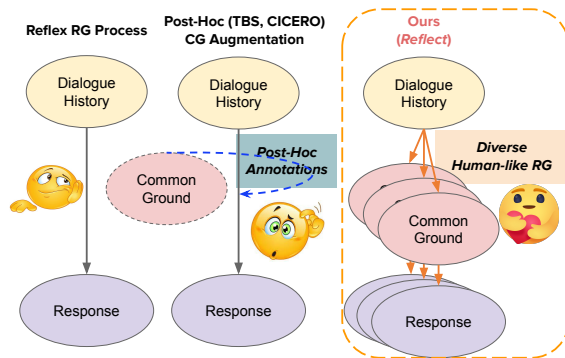 Reflex RG Process
Dialogue
History
Response
Post-Hoc (TBS, CICERO)
CG Augmentation
Dialogue
History
Post-Hoc
Annotations
Common
Ground
Response
Ours
(Reflect)
Dialogue
History
Diverse
Human-like RG
Common
Ground
Response